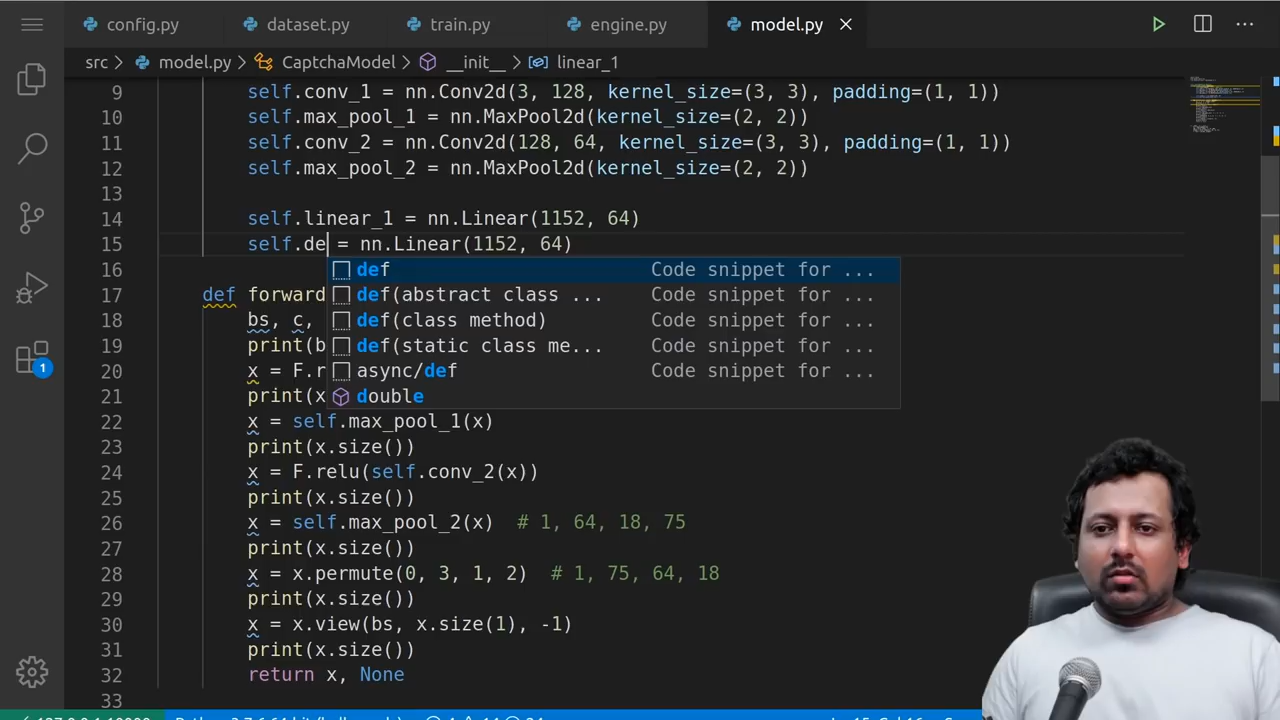 config.py dataset.py train.py engine.py model.py
src > model.py > CaptchaModel > __init__ > linear_1
9 self.conv_1 = nn.Conv2d(3, 128, kernel_size=(3, 3), padding=(1, 1))
10 self.max_pool_1 = nn.MaxPool2d(kernel_size=(2, 2))
11 self.conv_2 = nn.Conv2d(128, 64, kernel_size=(3, 3), padding=(1, 1))
12 self.max_pool_2 = nn.MaxPool2d(kernel_size=(2, 2))
13
14 self.linear_1 = nn.Linear(1152, 64)
15 self.de = nn.Linear(1152, 64)
16 def Code snippet for ...
def(abstract class ... Code snippet for ...
def(class method) Code snippet for ...
def(static class me... Code snippet for ...
async/def Code snippet for ...
double
17 def forward
18 bs, c,
19 print(b
20 x = F.r
21 print(x
22 x = self.max_pool_1(x)
23 print(x.size())
24 x = F.relu(self.conv_2(x))
25 print(x.size())
26 x = self.max_pool_2(x) # 1, 64, 18, 75
27 print(x.size())
28 x = x.permute(0, 3, 1, 2) # 1, 75, 64, 18
29 print(x.size())
30 x = x.view(bs, x.size(1), -1)
31 print(x.size())
32 return x, None
33
1